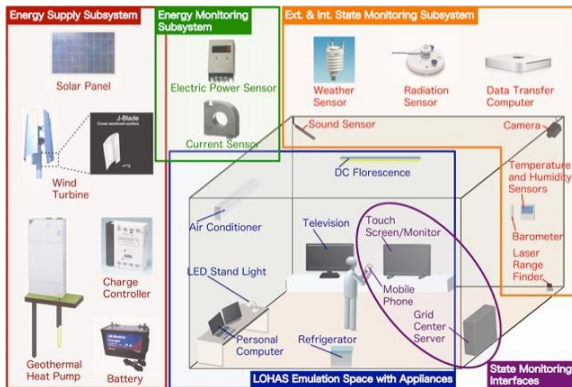 Energy Supply Subsystem
Solar Panel
J-Blade
Cross sectional surface
Wind
Turbine
Charge
Controller
Geothermal
Heat Pump
Battery
Energy Monitoring
Subsystem
Electric Power Sensor
Current Sensor
Ext. & Int. State Monitoring Subsystem
Weather
Sensor
Radiation
Sensor
Data Transfer
Computer
Sound Sensor
Camera
Temperature
and Humidity
Sensors
Barometer
Laser
Range
Finder
DC Florescence
Air Conditioner
Television
Touch
Screen/Monitor
LED Stand Light
Mobile
Phone
Personal
Computer
Refrigerator
Grid
Center
Server
LOHAS Emulation Space with Appliances
State Monitoring
Interfaces